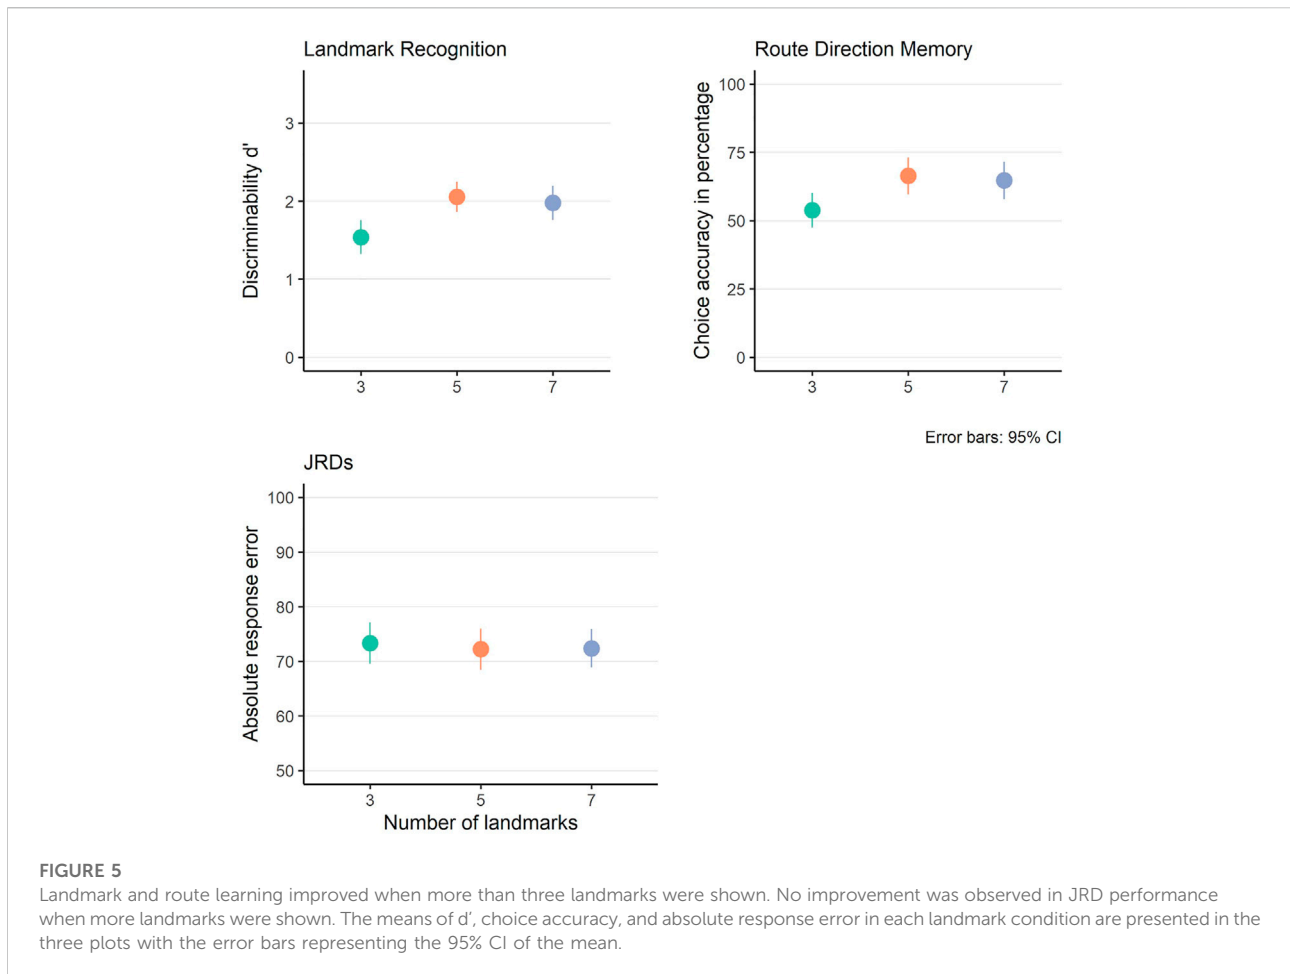 Landmark Recognition
Discriminability d'
3
2
1
0
3 5 7
Route Direction Memory
Choice accuracy in percentage
100
75
50
25
0
3 5 7
Error bars: 95% CI
JRDs
Absolute response error
100
90
80
70
60
50
3 5 7
Number of landmarks
FIGURE 5
Landmark and route learning improved when more than three landmarks were shown. No improvement was observed in JRD performance
when more landmarks were shown. The means of d′, choice accuracy, and absolute response error in each landmark condition are presented in the
three plots with the error bars representing the 95% CI of the mean.